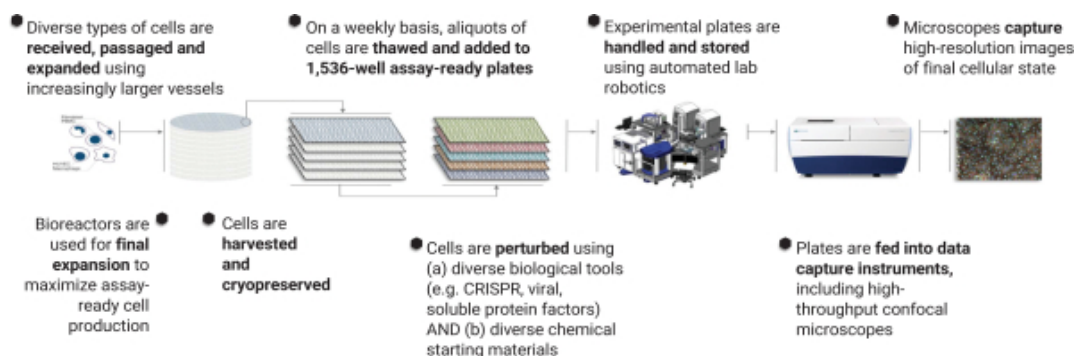 Diverse types of cells are
received, passaged and
expanded using
increasingly larger vessels
On a weekly basis, aliquots of
cells are thawed and added to
1,536-well assay-ready plates
Experimental plates are
handled and stored
using automated lab
robotics
Microscopes capture
high-resolution images
of final cellular state
Bioreactors are
used for final
expansion to
maximize assay-
ready cell
production
Cells are
harvested
and
cryopreserved
Cells are perturbed using
(a) diverse biological tools
(e.g. CRISPR, viral,
soluble protein factors)
AND (b) diverse chemical
starting materials
Plates are fed into data
capture instruments,
including high-
throughput confocal
microscopes